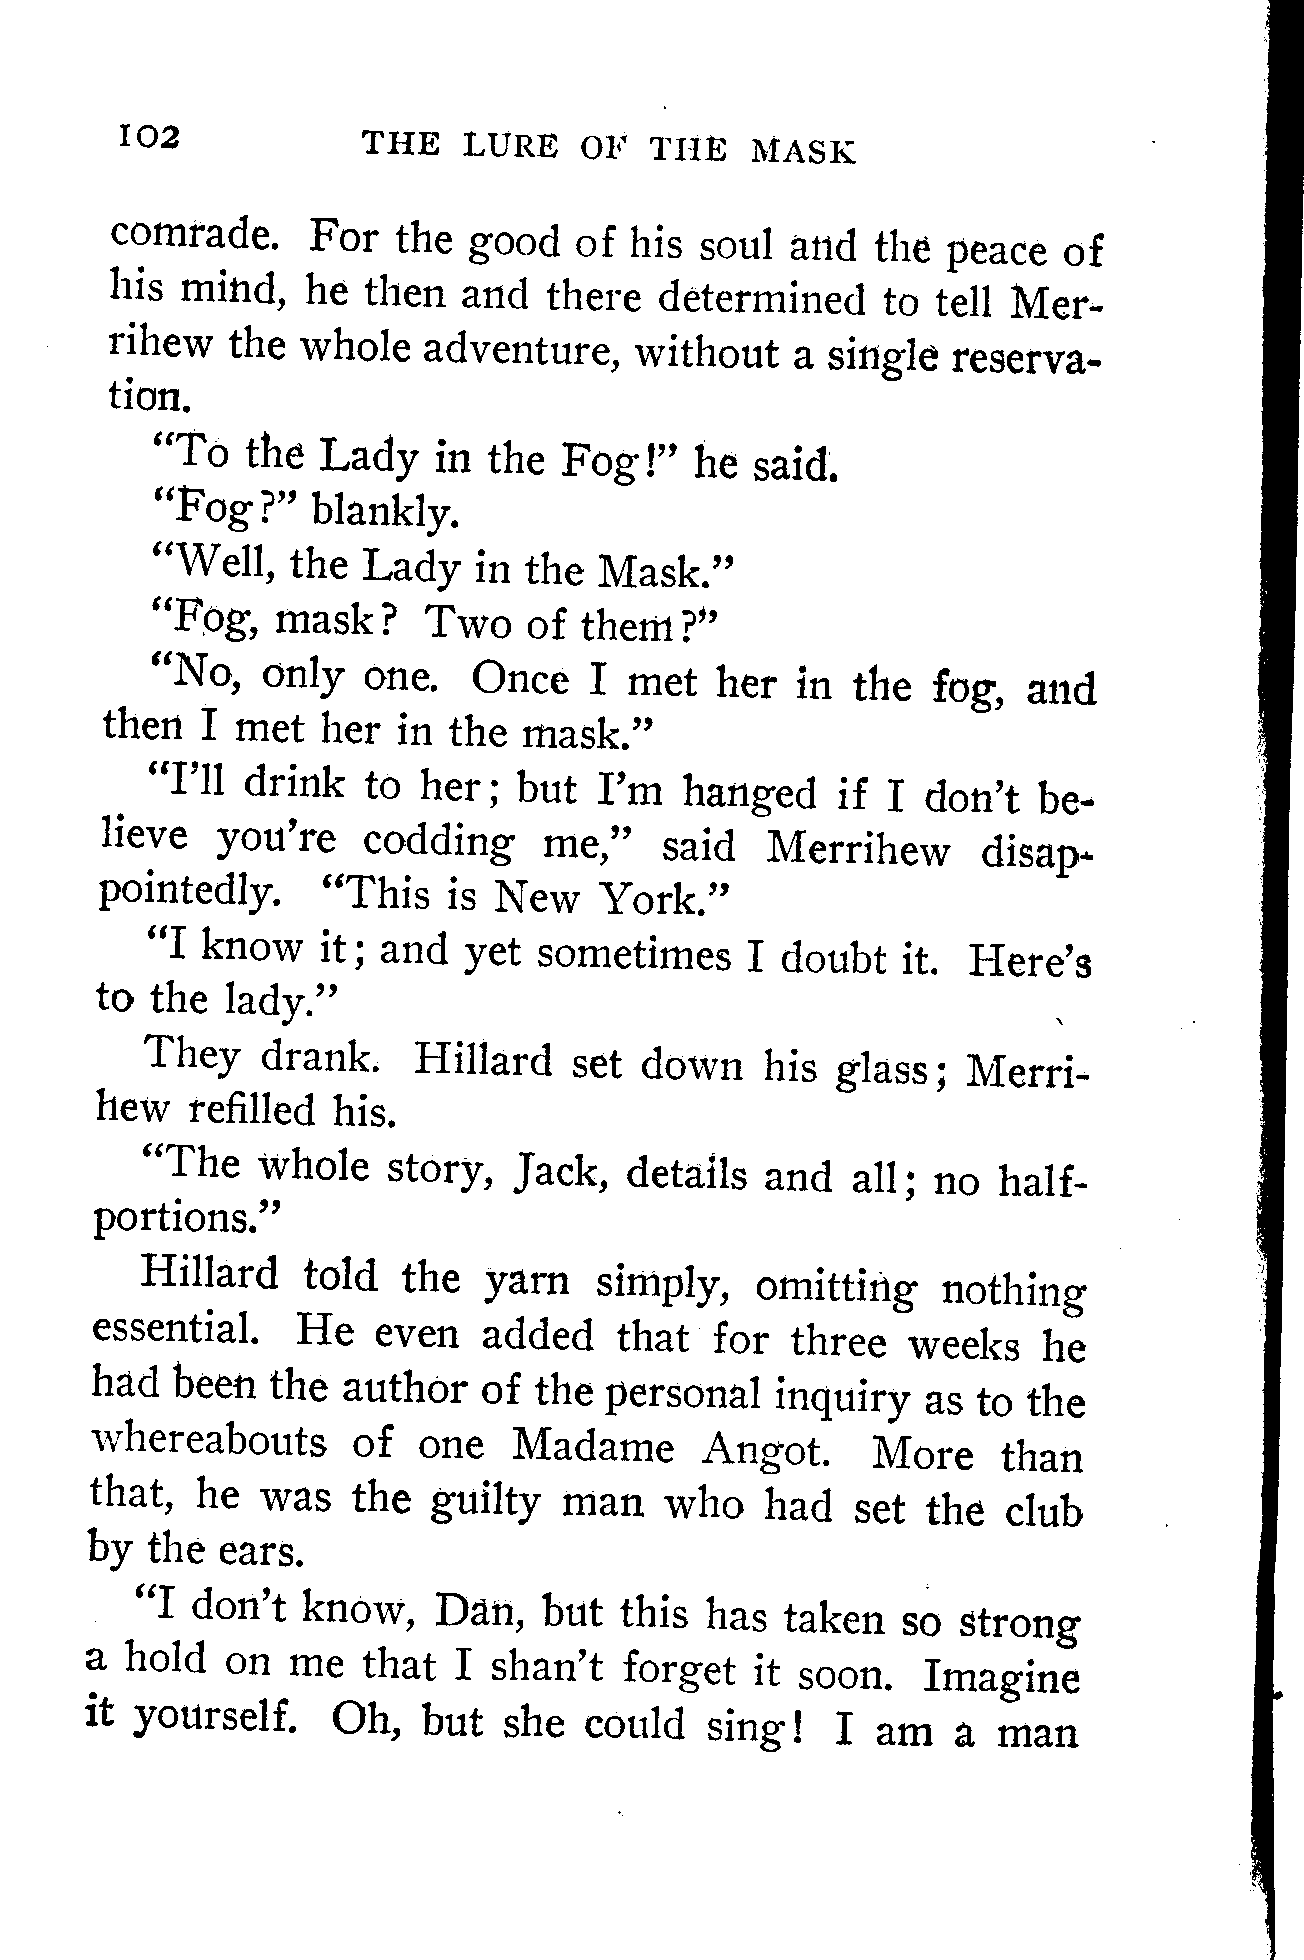 102 THE LURE OF THE MASK
comrade. For the good of his soul and the peace of
his mind, he then and there determined to tell Mer-
rihew the whole adventure, without a single reserva-
tion.
“To the Lady in the Fog!” he said.
“Fog?” blankly.
“Well, the Lady in the Mask.”
“Fog, mask? Two of them?”
“No, only one. Once I met her in the fog, and
then I met her in the mask.”
“I’ll drink to her; but I’m hanged if I don’t be-
lieve you’re codding me,” said Merrihew disap-
pointedly. “This is New York.”
“I know it; and yet sometimes I doubt it. Here’s
to the lady.”
They drank. Hillard set down his glass; Merri-
hew refilled his.
“The whole story, Jack, details and all; no half-
portions.”
Hillard told the yarn simply, omitting nothing
essential. He even added that for three weeks he
had been the author of the personal inquiry as to the
whereabouts of one Madame Angot. More than
that, he was the guilty man who had set the club
by the ears.
“I don’t know, Dan, but this has taken so strong
a hold on me that I shan’t forget it soon. Imagine
it yourself. Oh, but she could sing! I am a man